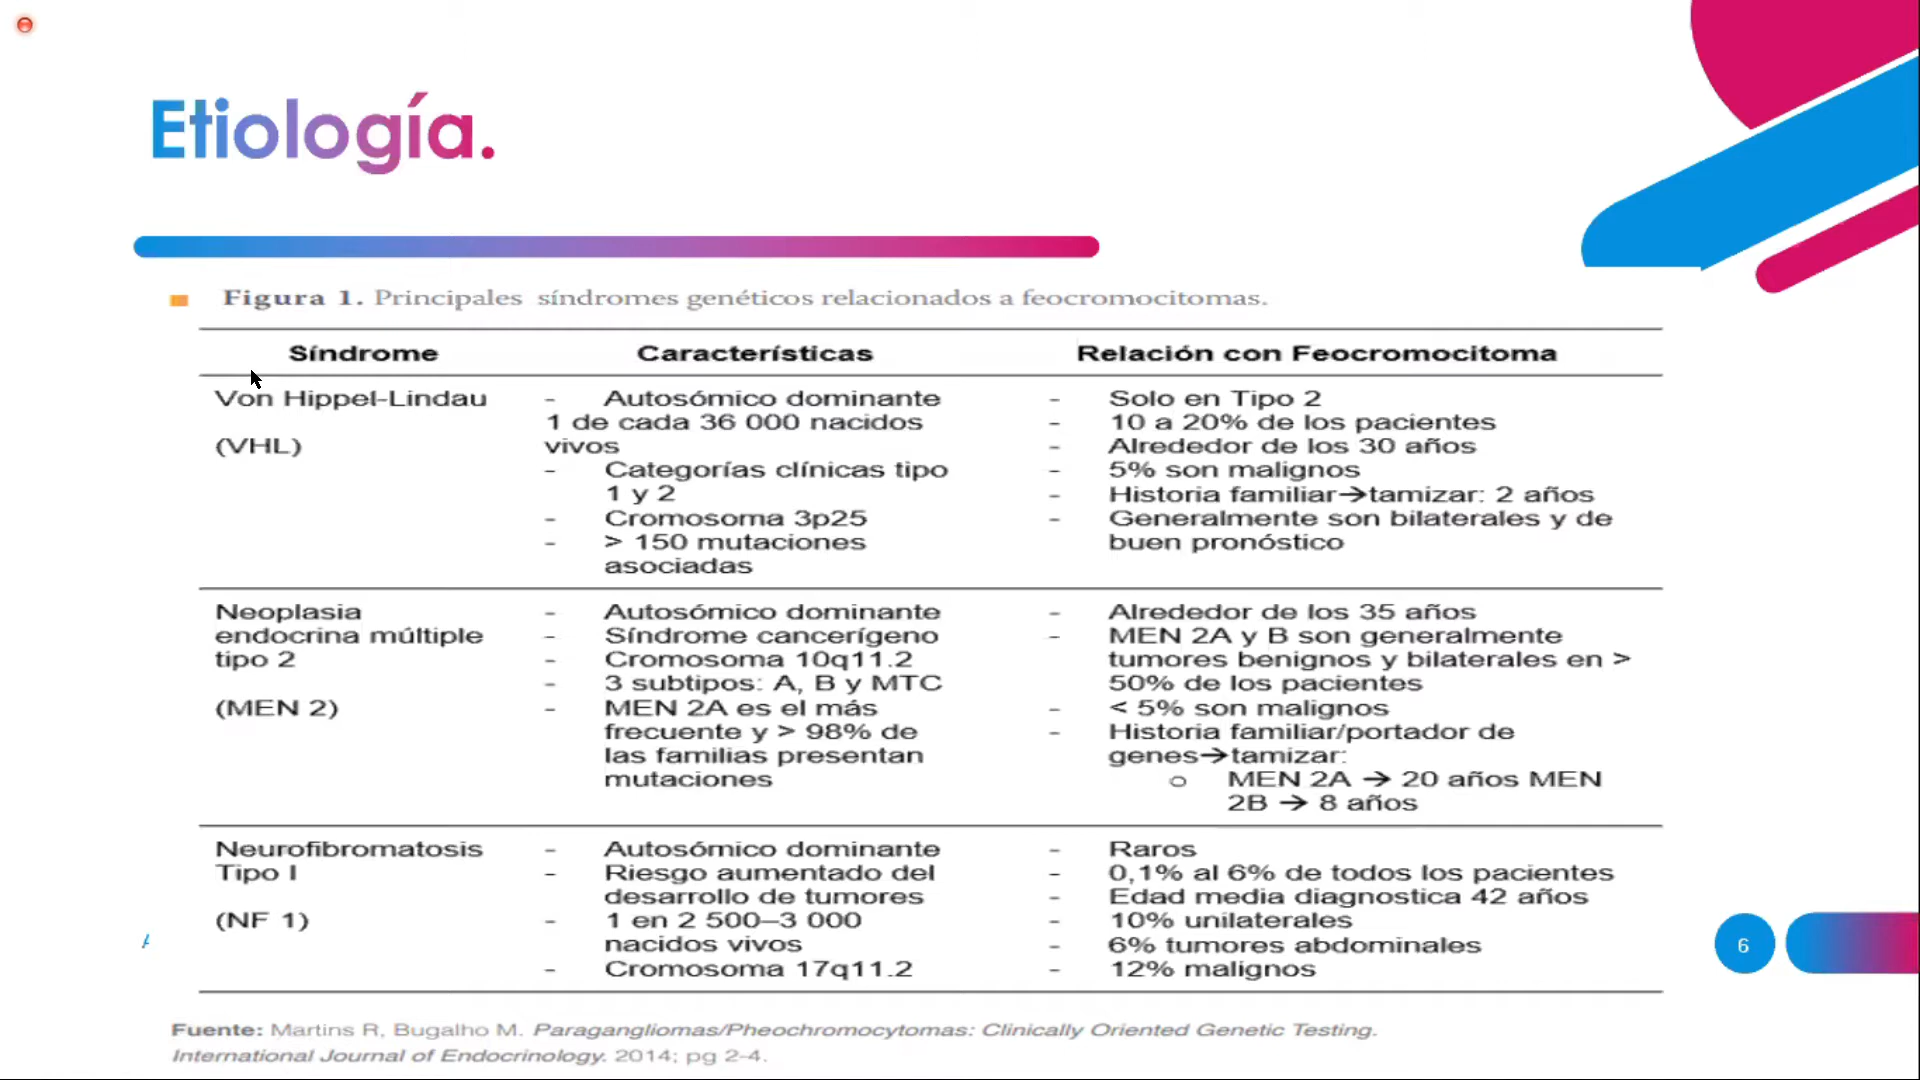 Etiología.
Figura 1. Principales síndromes genéticos relacionados a feocromocitomas.
Síndrome Características Relación con Feocromocitoma
Von Hippel-Lindau
(VHL)
- Autosómico dominante
1 de cada 36 000 nacidos
vivos
- Categorías clínicas tipo
1 y 2
- Cromosoma 3p25
- > 150 mutaciones
asociadas
- Solo en Tipo 2
- 10 a 20% de los pacientes
- Alrededor de los 30 años
- 5% son malignos
- Historia familiar→tamizar: 2 años
- Generalmente son bilaterales y de
buen pronóstico
Neoplasia
endocrina múltiple
tipo 2
(MEN 2)
- Autosómico dominante
- Síndrome cancerígeno
- Cromosoma 10q11.2
- 3 subtipos: A, B y MTC
- MEN 2A es el más
frecuente y > 98% de
las familias presentan
mutaciones
- Alrededor de los 35 años
- MEN 2A y B son generalmente
tumores benignos y bilaterales en >
50% de los pacientes
- < 5% son malignos
- Historia familiar/portador de
genes→tamizar:
o MEN 2A → 20 años MEN
2B → 8 años
Neurofibromatosis
Tipo I
(NF 1)
- Autosómico dominante
- Riesgo aumentado del
desarrollo de tumores
- 1 en 2 500–3 000
nacidos vivos
- Cromosoma 17q11.2
- Raros
- 0,1% al 6% de todos los pacientes
- Edad media diagnostica 42 años
- 10% unilaterales
- 6% tumores abdominales
- 12% malignos
6
Fuente: Martins R, Bugalho M. Paragangliomas/Pheochromocytomas: Clinically Oriented Genetic Testing.
International Journal of Endocrinology. 2014; pg 2-4.